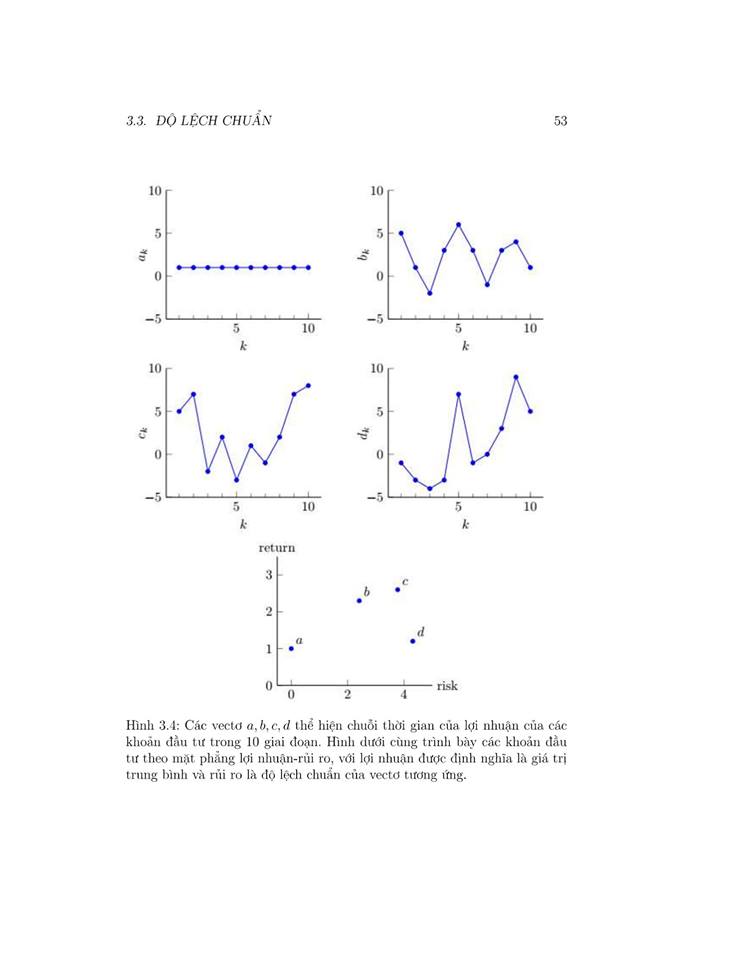 3.3. ĐỘ LỆCH CHUẨN 53
10
5
0
−5
a_k
5 10
k
10
5
0
−5
b_k
5 10
k
10
5
0
−5
c_k
5 10
k
10
5
0
−5
d_k
5 10
k
return
3
2
1
0
a
b
c
d
0 2 4
risk
Hình 3.4: Các vectơ a, b, c, d thể hiện chuỗi thời gian của lợi nhuận của các
khoản đầu tư trong 10 giai đoạn. Hình dưới cùng trình bày các khoản đầu
tư theo mặt phẳng lợi nhuận-rủi ro, với lợi nhuận được định nghĩa là giá trị
trung bình và rủi ro là độ lệch chuẩn của vectơ tương ứng.